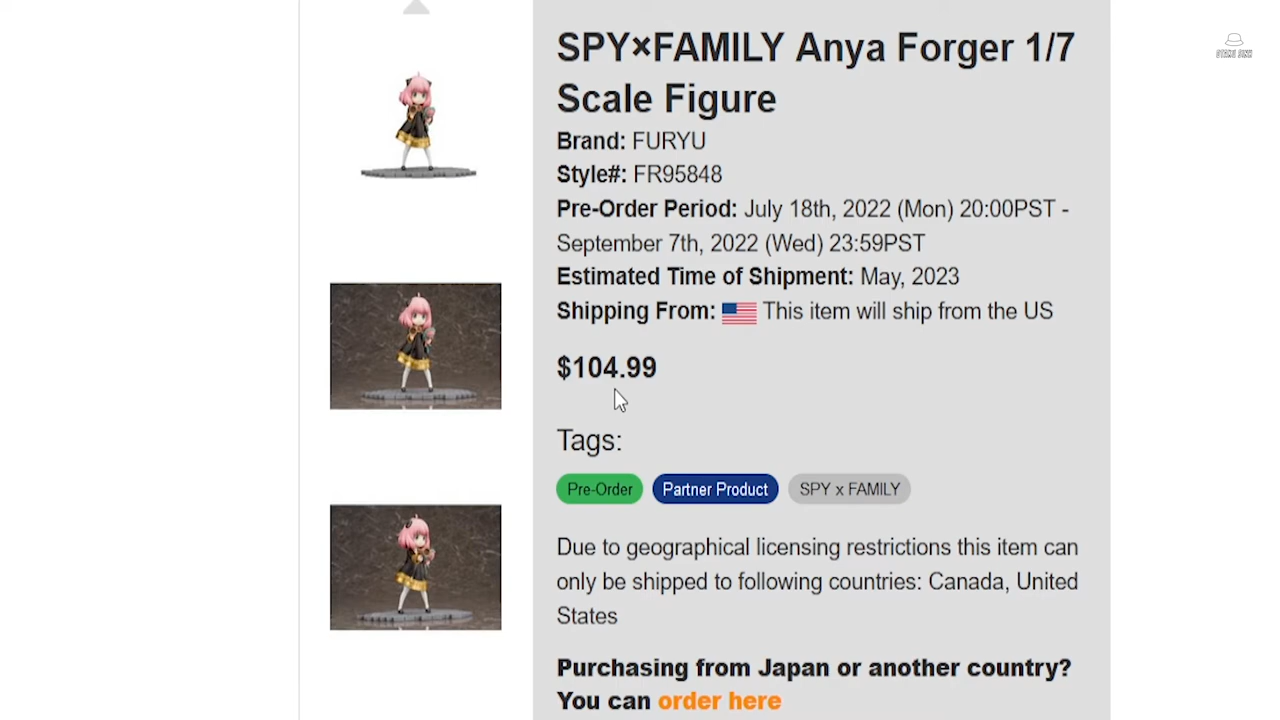 SPY×FAMILY Anya Forger 1/7
Scale Figure
Brand: FURYU
Style#: FR95848
Pre-Order Period: July 18th, 2022 (Mon) 20:00PST -
September 7th, 2022 (Wed) 23:59PST
Estimated Time of Shipment: May, 2023
Shipping From: This item will ship from the US
$104.99
Tags:
Pre-Order Partner Product SPY x FAMILY
Due to geographical licensing restrictions this item can
only be shipped to following countries: Canada, United
States
Purchasing from Japan or another country?
You can order here
OTAKU SINH